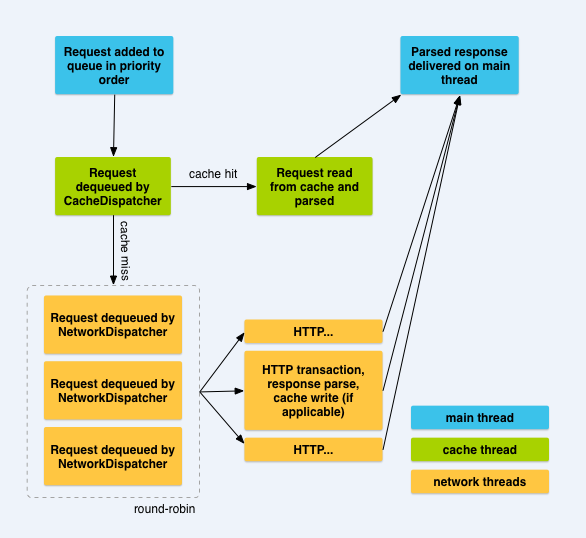 Request added to
queue in priority
order
Parsed response
delivered on main
thread
Request
dequeued by
CacheDispatcher
cache hit
Request read
from cache and
parsed
cache miss
Request dequeued by
NetworkDispatcher
Request dequeued by
NetworkDispatcher
Request dequeued by
NetworkDispatcher
round-robin
HTTP...
HTTP transaction,
response parse,
cache write (if
applicable)
HTTP...
main thread
cache thread
network threads